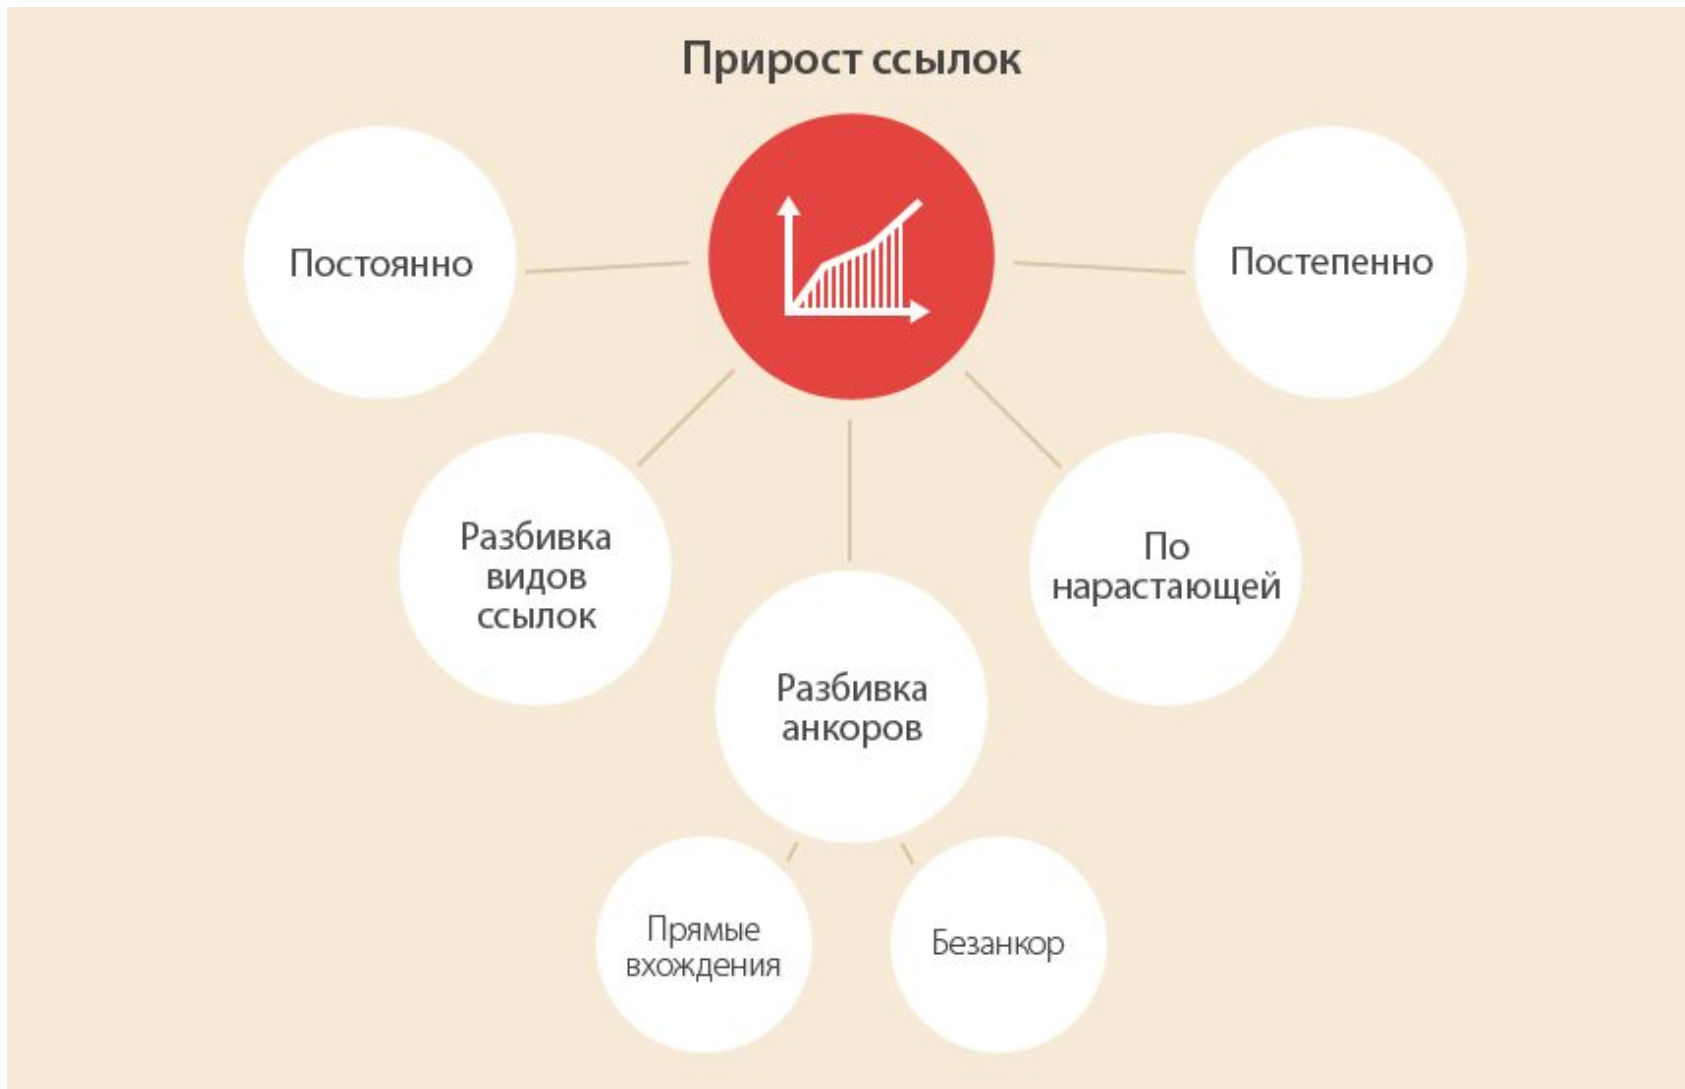 Прирост ссылок
Постоянно
Постепенно
Разбивка
видов
ссылок
По
нарастающей
Разбивка
анкоров
Прямые
вхождения
Безанкор